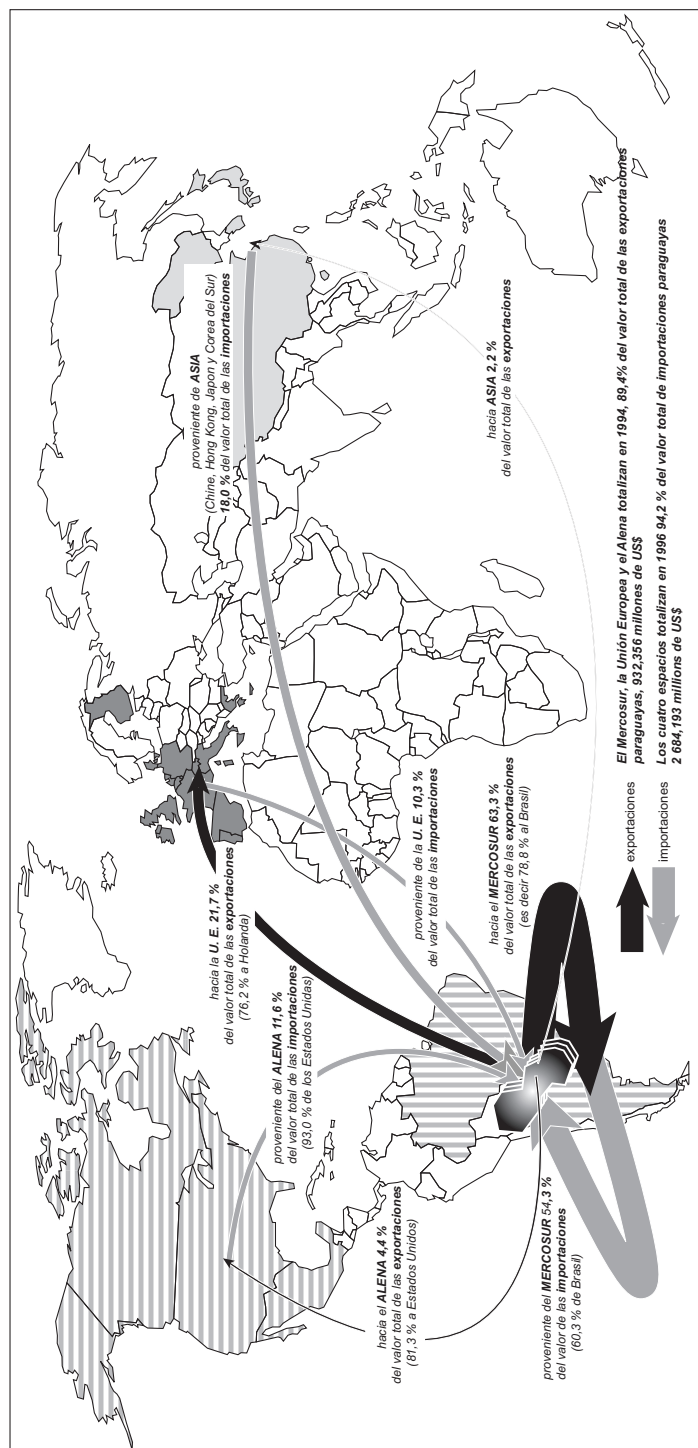 proveniente de ASIA
(Chine, Hong Kong, Japon y Corea del Sur)
18,0 % del valor total de las importaciones
hacia ASIA 2,2 %
del valor total de las exportaciones
hacia la U. E. 21,7 %
del valor total de las exportaciones
(76,2 % a Holanda)
proveniente de la U. E. 10,3 %
del valor total de las importaciones
proveniente del ALENA 11,6 %
del valor total de las importaciones
(93,0 % de los Estados Unidas)
hacia el MERCOSUR 63,3 %
del valor total de las exportaciones
(es decir 78,8 % al Brasil)
hacia el ALENA 4,4 %
del valor total de las exportaciones
(81,3 % a Estados Unidos)
proveniente del MERCOSUR 54,3 %
del valor de las importaciones
(60,3 % de Brasil)
exportaciones
importaciones
El Mercosur, la Unión Europea y el Alena totalizan en 1994, 89,4% del valor total de las exportaciones
paraguayas, 932,356 millones de US$
Los cuatro espacios totalizan en 1996 94,2 % del valor total de importaciones paraguayas
2 684,193 millions de US$